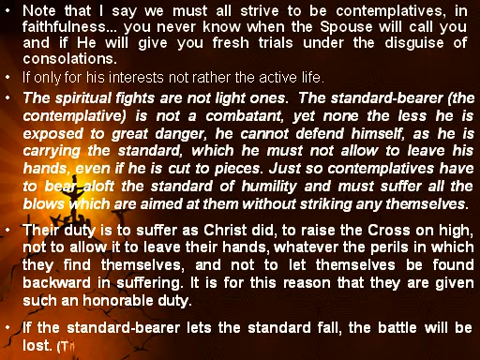 • Note that I say we must all strive to be contemplatives, in
faithfulness... you never know when the Spouse will call you
and if He will give you fresh trials under the disguise of
consolations.
• If only for his interests not rather the active life.
• The spiritual fights are not light ones. The standard-bearer (the
contemplative) is not a combatant, yet none the less he is
exposed to great danger, he cannot defend himself, as he is
carrying the standard, which he must not allow to leave his
hands, even if he is cut to pieces. Just so contemplatives have
to bear aloft the standard of humility and must suffer all the
blows which are aimed at them without striking any themselves.
• Their duty is to suffer as Christ did, to raise the Cross on high,
not to allow it to leave their hands, whatever the perils in which
they find themselves, and not to let themselves be found
backward in suffering. It is for this reason that they are given
such an honorable duty.
• If the standard-bearer lets the standard fall, the battle will be
lost.